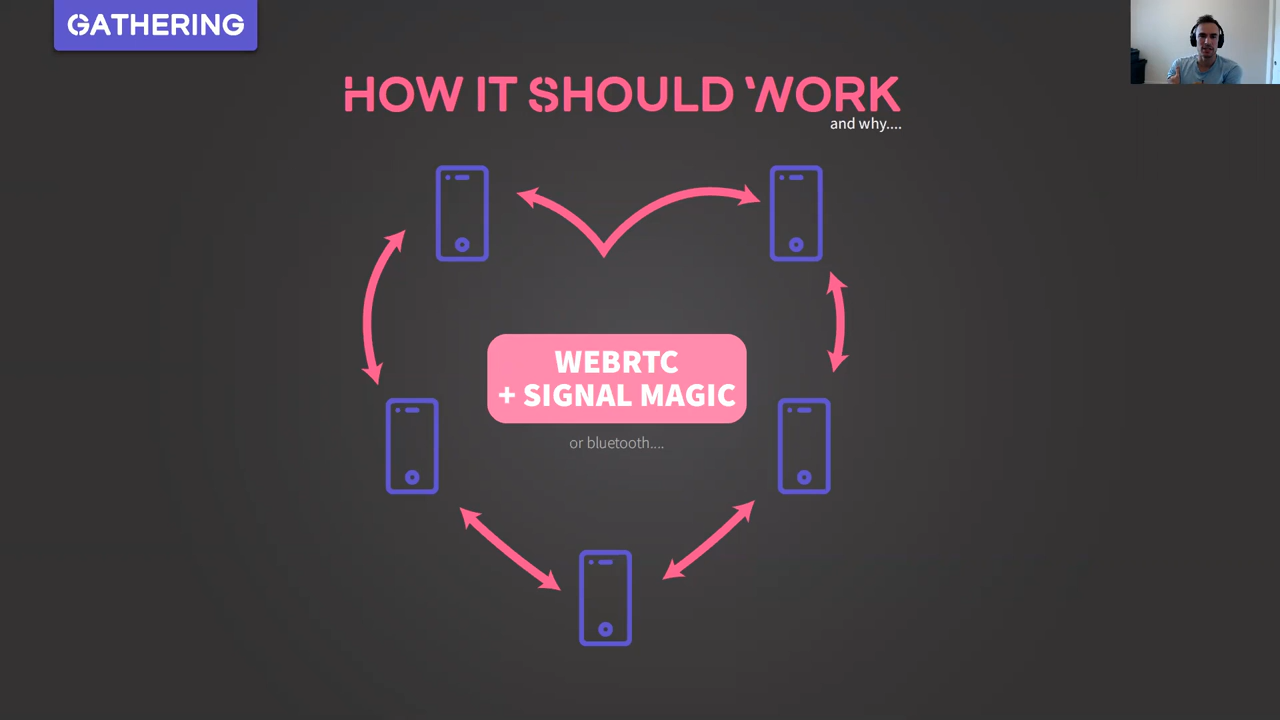 GATHERING
HOW IT SHOULD WORK
and why....
WEBRTC
+ SIGNAL MAGIC
or bluetooth....